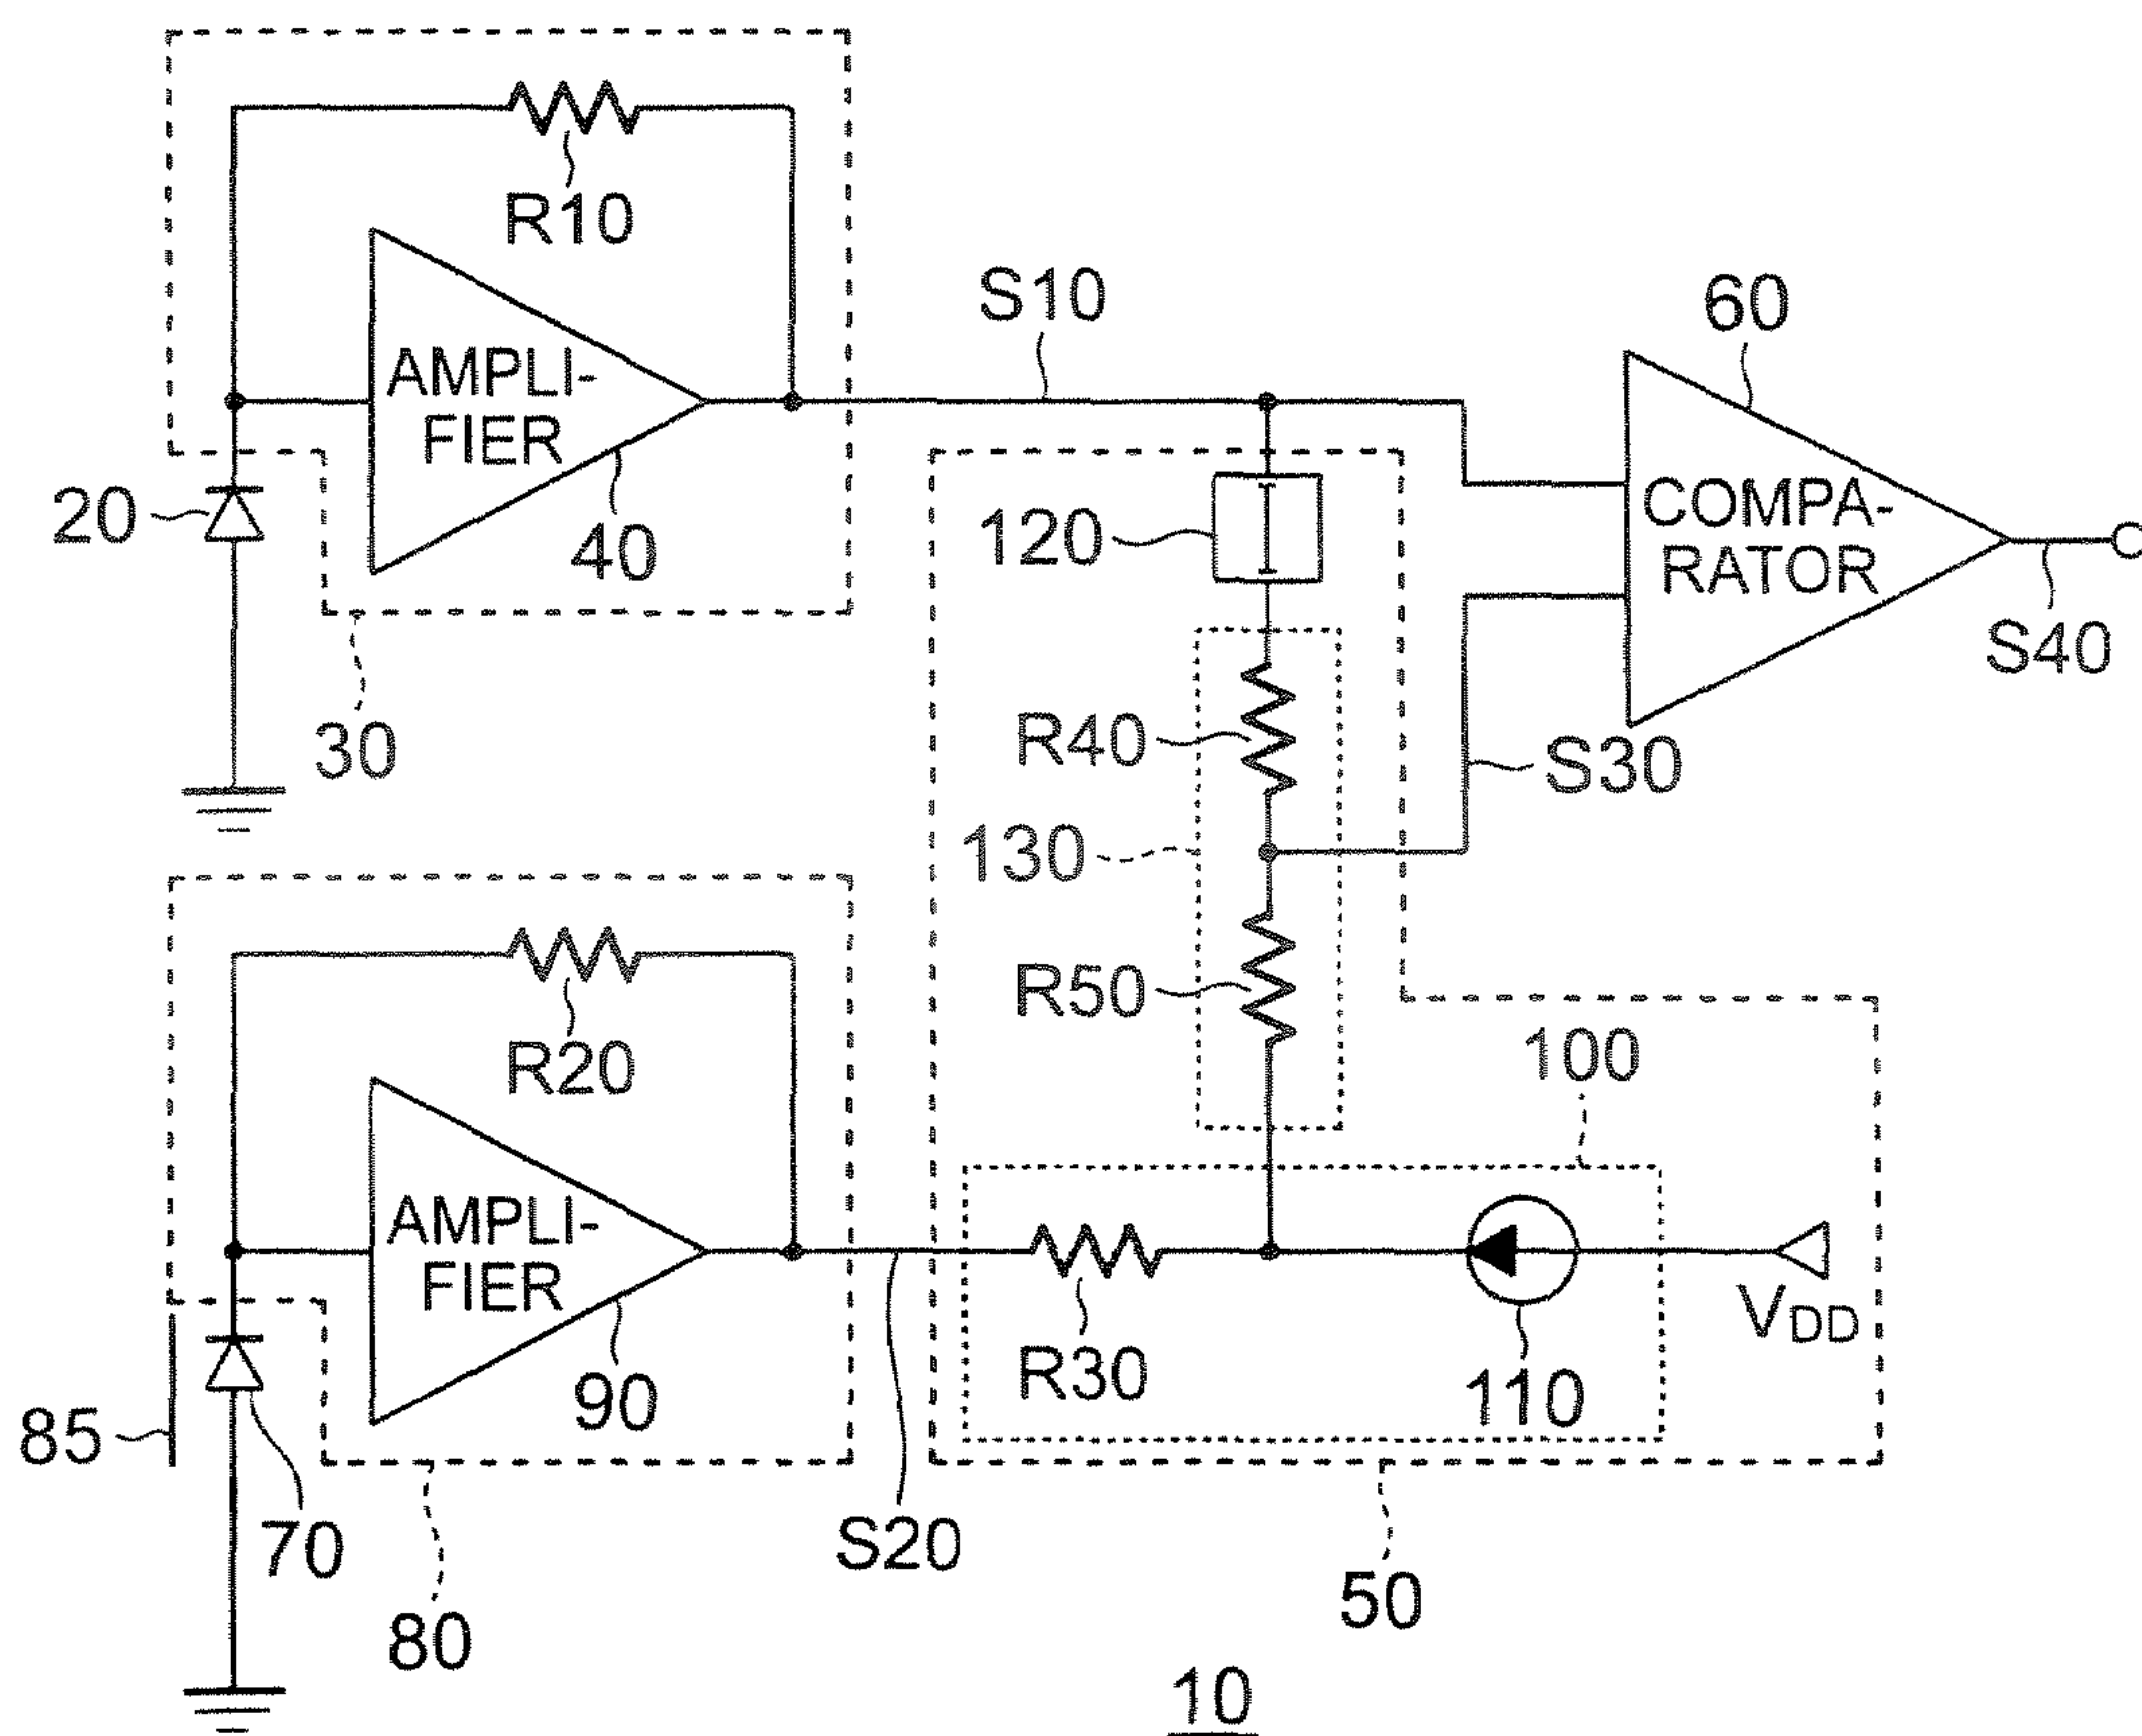 R10
AMPLI-
FIER
40
20
30
S10
60
COMPA-
RATOR
S40
120
R40
S30
130
R50
100
R20
AMPLI-
FIER
90
R30
110
VDD
85
70
S20
80
50
10